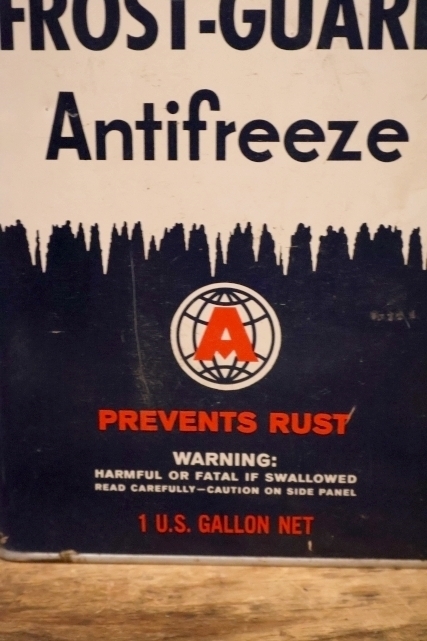 FROST-GUARD
Antifreeze
A
PREVENTS RUST
WARNING:
HARMFUL OR FATAL IF SWALLOWED
READ CAREFULLY—CAUTION ON SIDE PANEL
1 U.S. GALLON NET